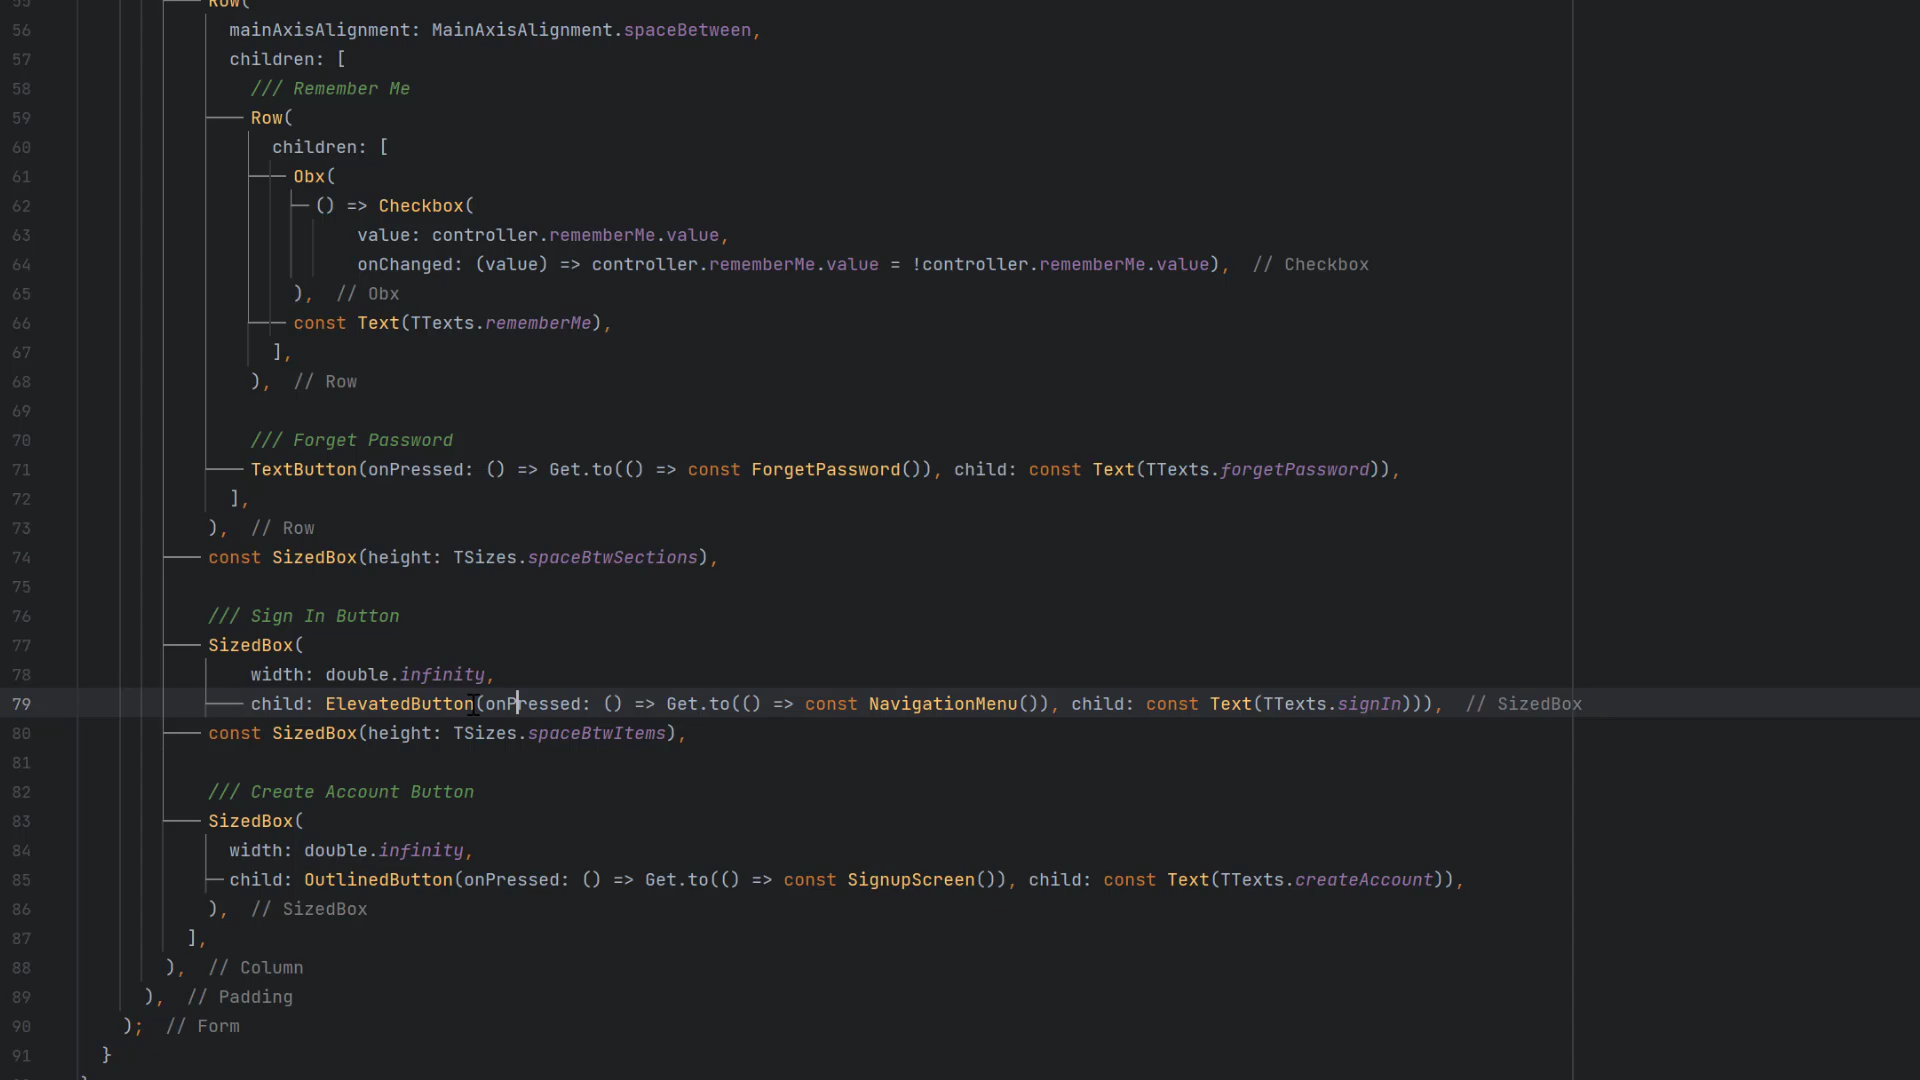 55 Row(
56 mainAxisAlignment: MainAxisAlignment.spaceBetween,
57 children: [
58 /// Remember Me
59 Row(
60 children: [
61 Obx(
62 () => Checkbox(
63 value: controller.rememberMe.value,
64 onChanged: (value) => controller.rememberMe.value = !controller.rememberMe.value), // Checkbox
65 ), // Obx
66 const Text(TTexts.rememberMe),
67 ],
68 ), // Row
69
70 /// Forget Password
71 TextButton(onPressed: () => Get.to(() => const ForgetPassword()), child: const Text(TTexts.forgetPassword)),
72 ],
73 ), // Row
74 const SizedBox(height: TSizes.spaceBtwSections),
75
76 /// Sign In Button
77 SizedBox(
78 width: double.infinity,
79 child: ElevatedButton(onPressed: () => Get.to(() => const NavigationMenu()), child: const Text(TTexts.signIn))), // SizedBox
80 const SizedBox(height: TSizes.spaceBtwItems),
81
82 /// Create Account Button
83 SizedBox(
84 width: double.infinity,
85 child: OutlinedButton(onPressed: () => Get.to(() => const SignupScreen()), child: const Text(TTexts.createAccount)),
86 ), // SizedBox
87 ],
88 ), // Column
89 ), // Padding
90 ); // Form
91 }